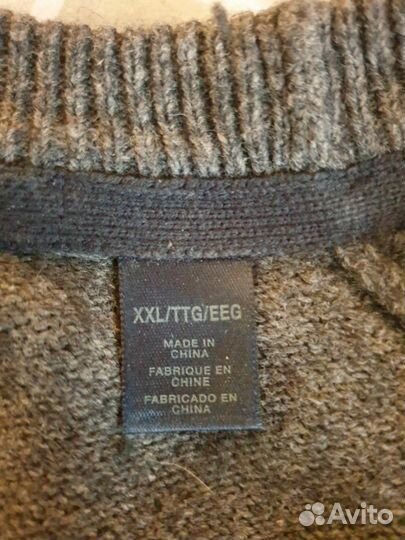 XXL/TTG/EEG
MADE IN
CHINA
FABRIQUE EN
CHINE
FABRICADO EN
CHINA
Avito